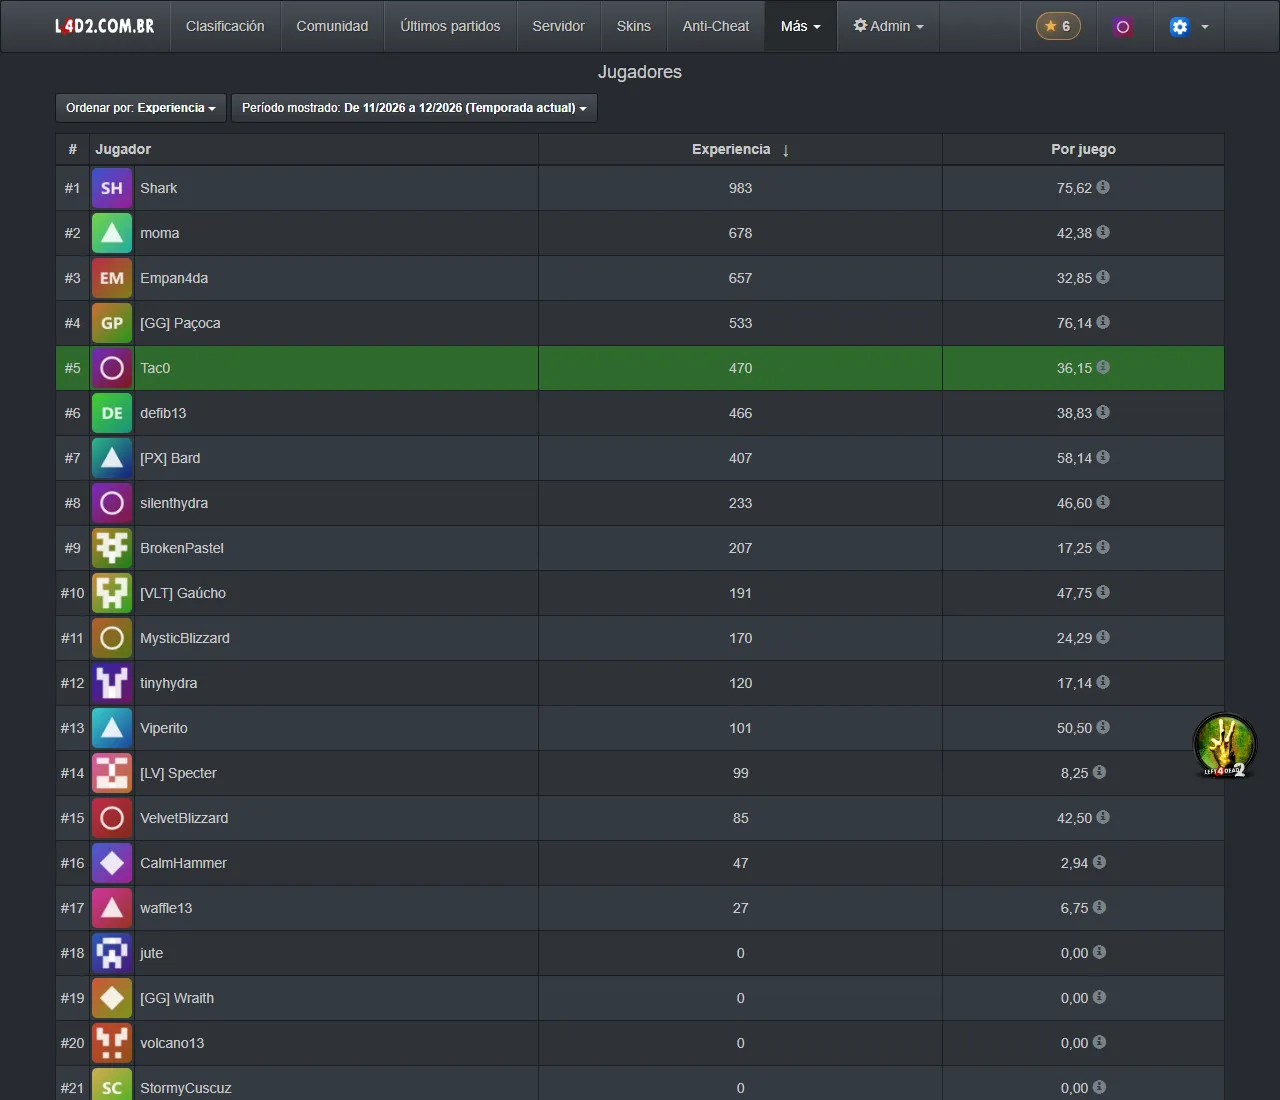 L4D2.COM.BR Clasificación Comunidad Últimos partidos Servidor Skins Anti-Cheat Más Admin 6
Jugadores
Ordenar por: Experiencia Período mostrado: De 11/2026 a 12/2026 (Temporada actual)
# Jugador Experiencia ↓ Por juego
#1 SH Shark 983 75,62
#2 moma 678 42,38
#3 EM Empan4da 657 32,85
#4 GP [GG] Paçoca 533 76,14
#5 Tac0 470 36,15
#6 DE defib13 466 38,83
#7 [PX] Bard 407 58,14
#8 silenthydra 233 46,60
#9 BrokenPastel 207 17,25
#10 [VLT] Gaúcho 191 47,75
#11 MysticBlizzard 170 24,29
#12 tinyhydra 120 17,14
#13 Viperito 101 50,50
#14 [LV] Specter 99 8,25
LEFT 4 DEAD 2
#15 VelvetBlizzard 85 42,50
#16 CalmHammer 47 2,94
#17 waffle13 27 6,75
#18 jute 0 0,00
#19 [GG] Wraith 0 0,00
#20 volcano13 0 0,00
#21 SC StormyCuscuz 0 0,00